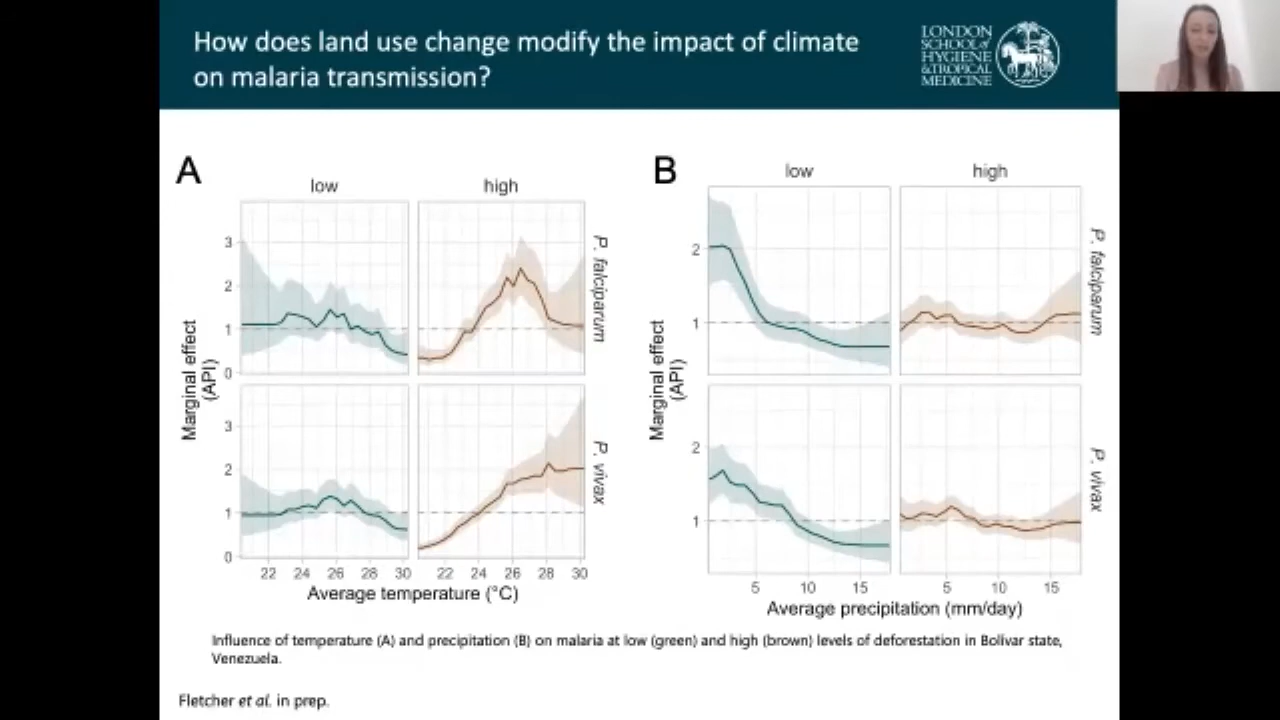 How does land use change modify the impact of climate
on malaria transmission?
LONDON
SCHOOL of
HYGIENE
& TROPICAL
MEDICINE
A
low
high
3
2
1
0
P. falciparum
Marginal effect
(API)
3
2
1
0
P. vivax
22 24 26 28 30
22 24 26 28 30
Average temperature (°C)
B
low
high
2
1
P. falciparum
Marginal effect
(API)
2
1
P. vivax
5 10 15
5 10 15
Average precipitation (mm/day)
Influence of temperature (A) and precipitation (B) on malaria at low (green) and high (brown) levels of deforestation in Bolívar state,
Venezuela.
Fletcher et al. in prep.